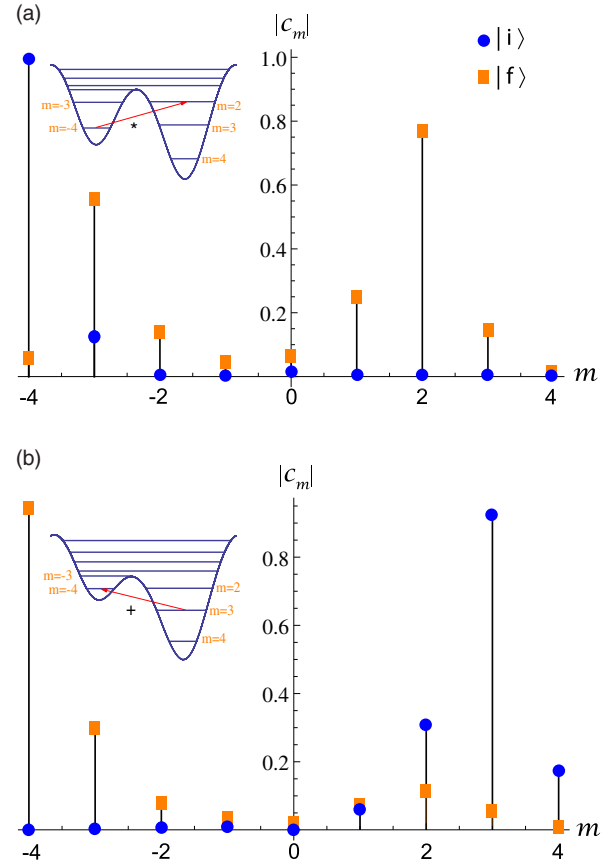 (a)
|c_m|
| i ⟩
| f ⟩
1.0
0.8
0.6
0.4
0.2
m=-3
m=-4
*
m=2
m=3
m=4
-4 -2 0 2 4 m
(b)
|c_m|
0.8
0.6
0.4
0.2
m=-3
m=-4
+
m=2
m=3
m=4
-4 -2 0 2 4 m